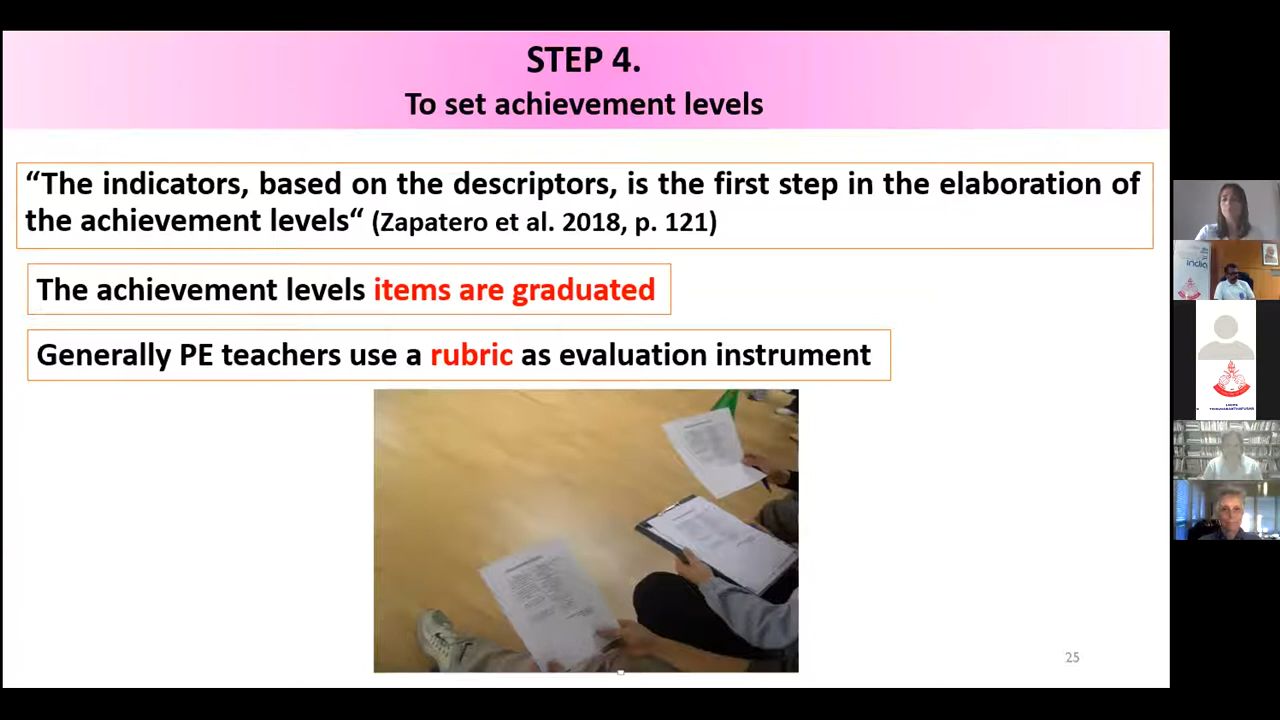 STEP 4.
To set achievement levels
“The indicators, based on the descriptors, is the first step in the elaboration of
the achievement levels“ (Zapatero et al. 2018, p. 121)
The achievement levels items are graduated
Generally PE teachers use a rubric as evaluation instrument
25
india